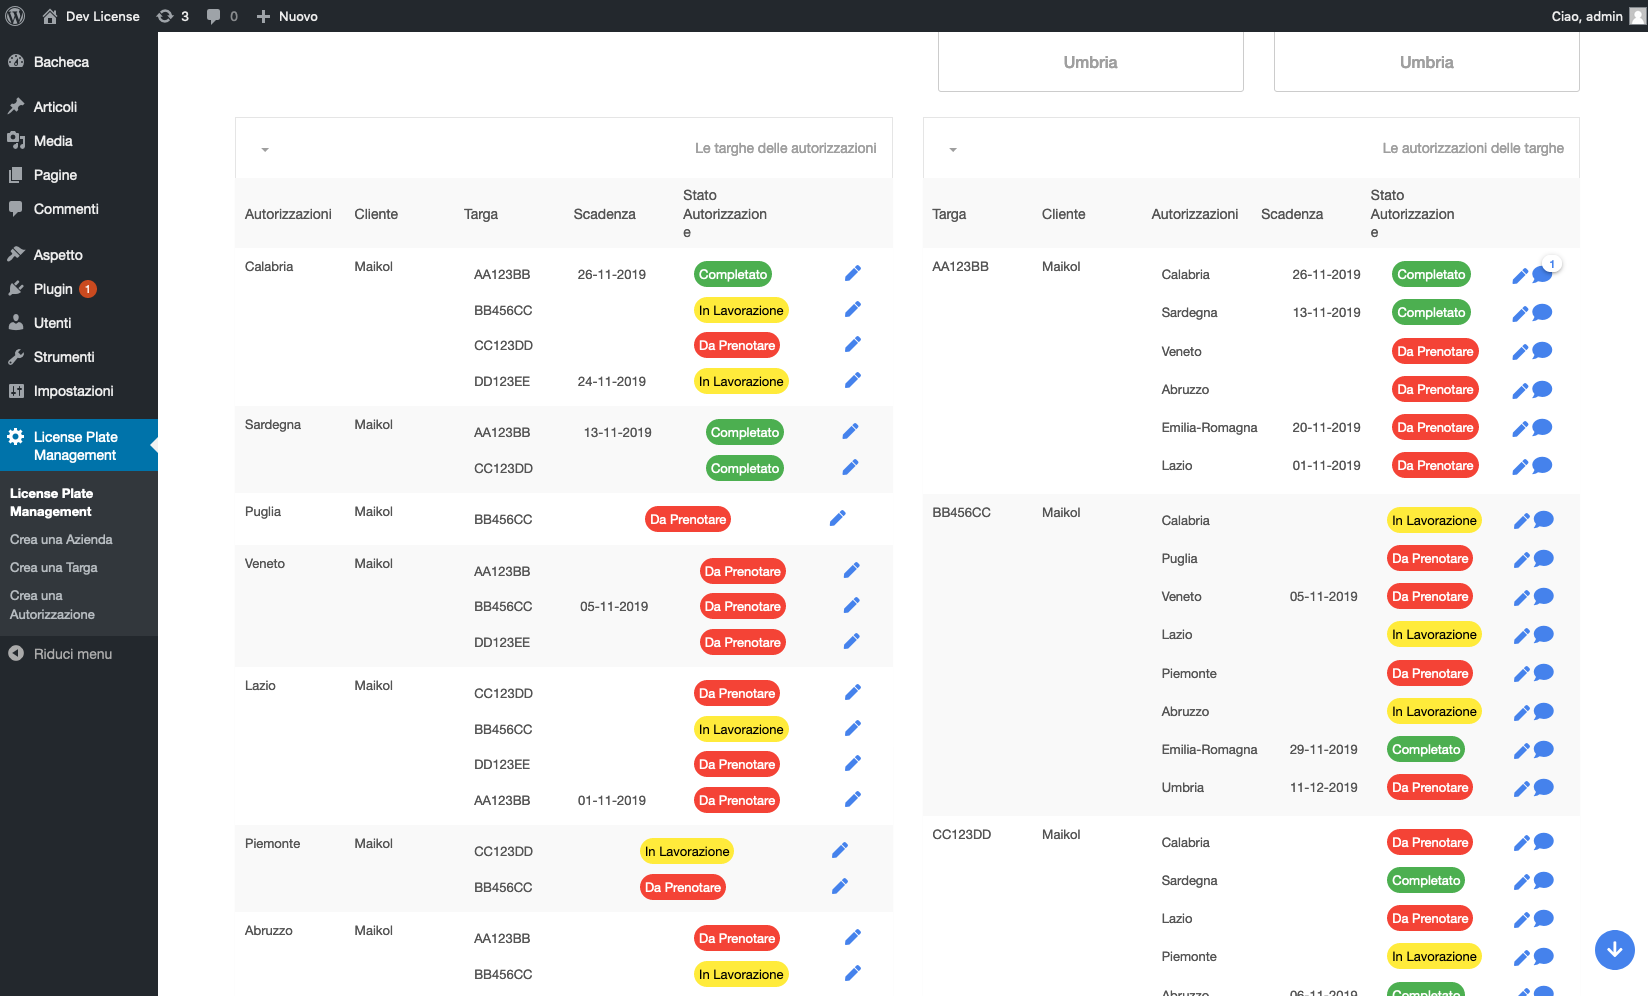 Dev License
3
0
Nuovo
Ciao, admin
Bacheca
Articoli
Media
Pagine
Commenti
Aspetto
Plugin 1
Utenti
Strumenti
Impostazioni
License Plate
Management
License Plate
Management
Crea una Azienda
Crea una Targa
Crea una
Autorizzazione
Riduci menu
Umbria
Umbria
Le targhe delle autorizzazioni
Autorizzazioni Cliente Targa Scadenza Stato
Autorizzazion
e
Calabria Maikol AA123BB 26-11-2019 Completato
BB456CC In Lavorazione
CC123DD Da Prenotare
DD123EE 24-11-2019 In Lavorazione
Sardegna Maikol AA123BB 13-11-2019 Completato
CC123DD Completato
Puglia Maikol BB456CC Da Prenotare
Veneto Maikol AA123BB Da Prenotare
BB456CC 05-11-2019 Da Prenotare
DD123EE Da Prenotare
Lazio Maikol CC123DD Da Prenotare
BB456CC In Lavorazione
DD123EE Da Prenotare
AA123BB 01-11-2019 Da Prenotare
Piemonte Maikol CC123DD In Lavorazione
BB456CC Da Prenotare
Abruzzo Maikol AA123BB Da Prenotare
BB456CC In Lavorazione
Le autorizzazioni delle targhe
Targa Cliente Autorizzazioni Scadenza Stato
Autorizzazion
e
AA123BB Maikol Calabria 26-11-2019 Completato 1
Sardegna 13-11-2019 Completato
Veneto Da Prenotare
Abruzzo Da Prenotare
Emilia-Romagna 20-11-2019 Da Prenotare
Lazio 01-11-2019 Da Prenotare
BB456CC Maikol Calabria In Lavorazione
Puglia Da Prenotare
Veneto 05-11-2019 Da Prenotare
Lazio In Lavorazione
Piemonte Da Prenotare
Abruzzo In Lavorazione
Emilia-Romagna 29-11-2019 Completato
Umbria 11-12-2019 Da Prenotare
CC123DD Maikol Calabria Da Prenotare
Sardegna Completato
Lazio Da Prenotare
Piemonte In Lavorazione
Abruzzo 06-11-2019 Completato